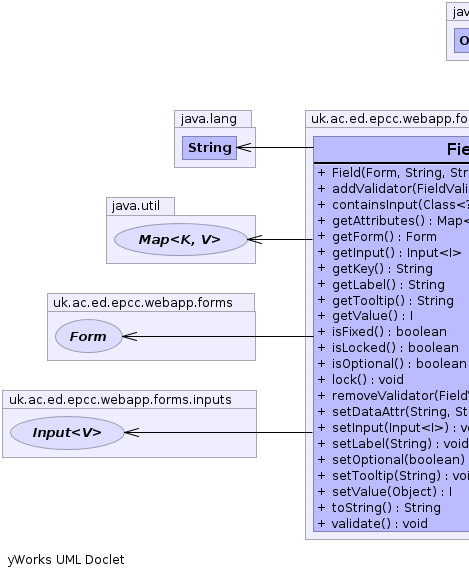 jav
O
java.lang
String
uk.ac.ed.epcc.webapp.fo
Fie
+ Field(Form, String, Str
+ addValidator(FieldVali
+ containsInput(Class<?
+ getAttributes() : Map<
+ getForm() : Form
+ getInput() : Input<I>
+ getKey() : String
+ getLabel() : String
+ getTooltip() : String
+ getValue() : I
+ isFixed() : boolean
+ isLocked() : boolean
+ isOptional() : boolean
+ lock() : void
+ removeValidator(FieldV
+ setDataAttr(String, St
+ setInput(Input<I>) : vo
+ setLabel(String) : void
+ setOptional(boolean)
+ setTooltip(String) : voi
+ setValue(Object) : I
+ toString() : String
+ validate() : void
java.util
Map<K, V>
uk.ac.ed.epcc.webapp.forms
Form
uk.ac.ed.epcc.webapp.forms.inputs
Input<V>
yWorks UML Doclet